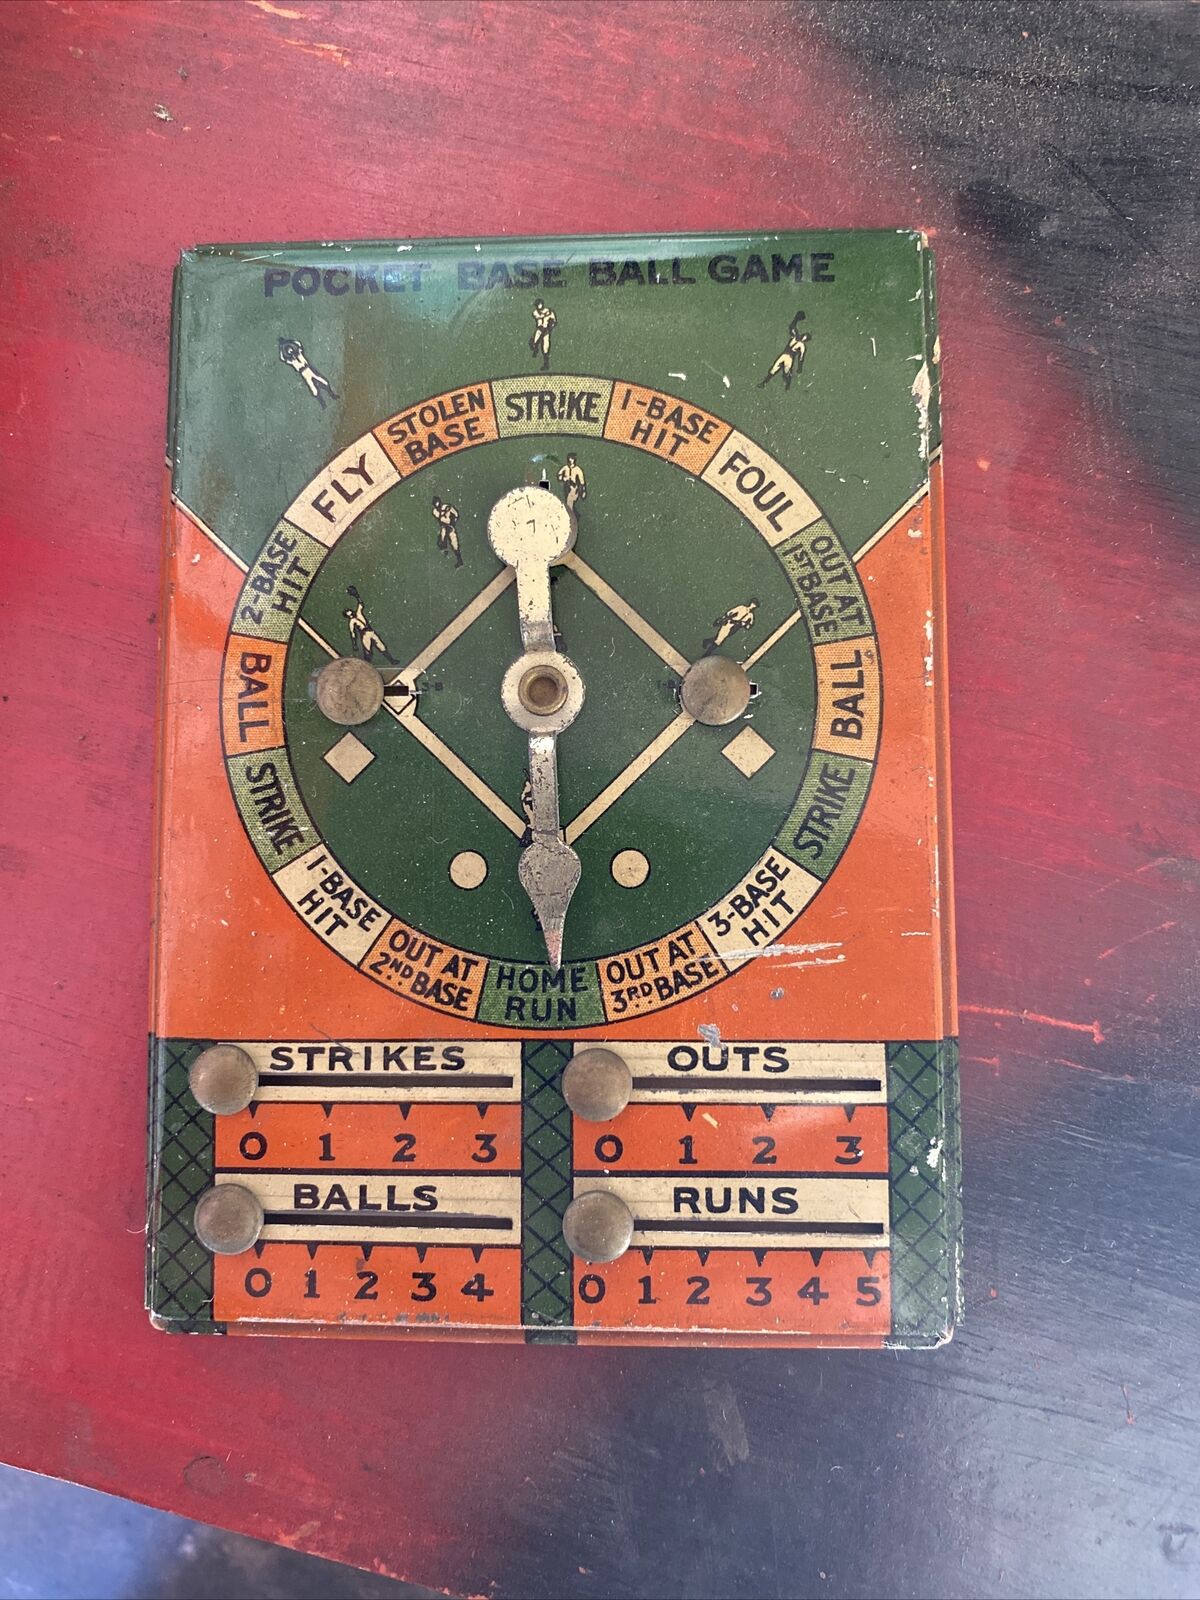 POCKET BASE BALL GAME
STRIKE
1-BASE
HIT
FOUL
OUT AT
1ST BASE
BALL
STRIKE
3-BASE
HIT
OUT AT
3RD BASE
HOME
RUN
OUT AT
2ND BASE
1-BASE
HIT
STRIKE
BALL
2-BASE
HIT
FLY
STOLEN
BASE
3-B
STRIKES
0 1 2 3
OUTS
0 1 2 3
BALLS
0 1 2 3 4
RUNS
0 1 2 3 4 5